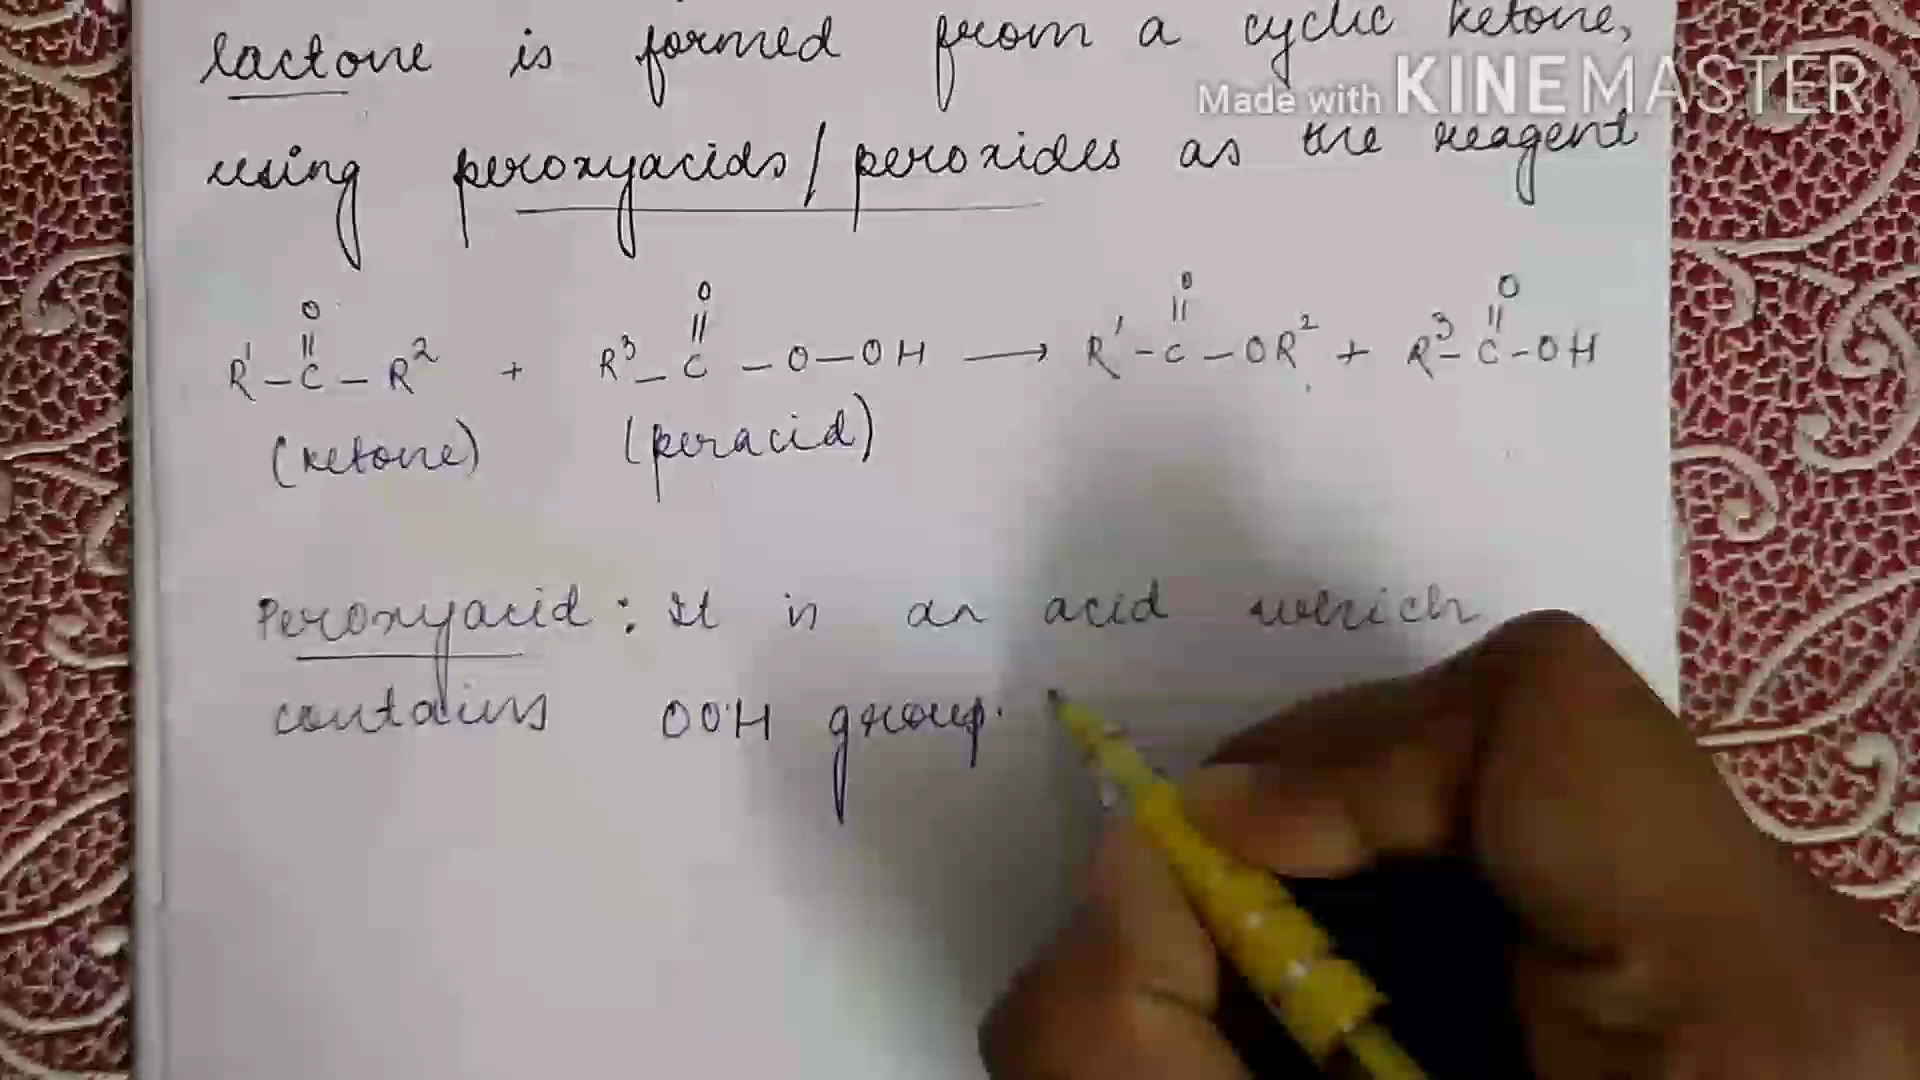 lactone is formed from a cyclic ketone,
Made with KINEMASTER
using peroxyacids/peroxides as the reagent
O O O O
|| || || ||
R¹-C-R² + R³-C-O-OH → R¹-C-OR² + R³-C-OH
(ketone) (peracid)
Peroxyacid : It is an acid which
contains OOH group.